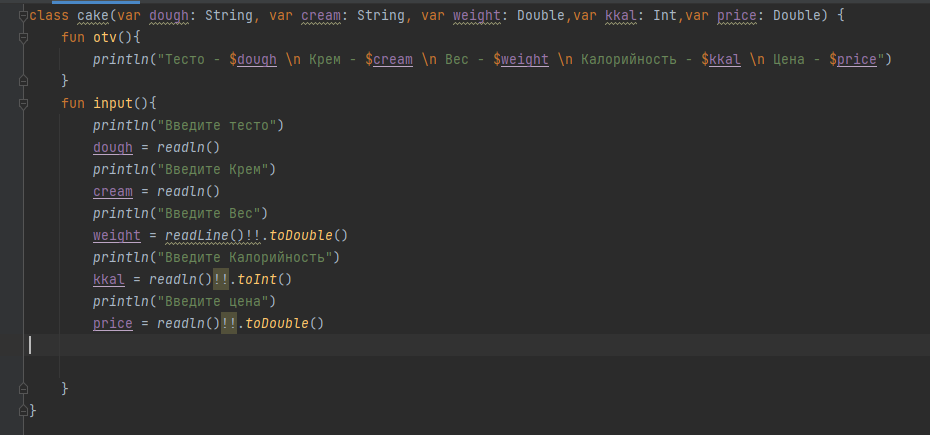 class cake(var dough: String, var cream: String, var weight: Double,var kkal: Int,var price: Double) {
    fun otv(){
        println("Тесто - $dough \n Крем - $cream \n Вес - $weight \n Калорийность - $kkal \n Цена - $price")
    }
    fun input(){
        println("Введите тесто")
        dough = readln()
        println("Введите Крем")
        cream = readln()
        println("Введите Вес")
        weight = readLine()!!.toDouble()
        println("Введите Калорийность")
        kkal = readln()!!.toInt()
        println("Введите цена")
        price = readln()!!.toDouble()
    }
}